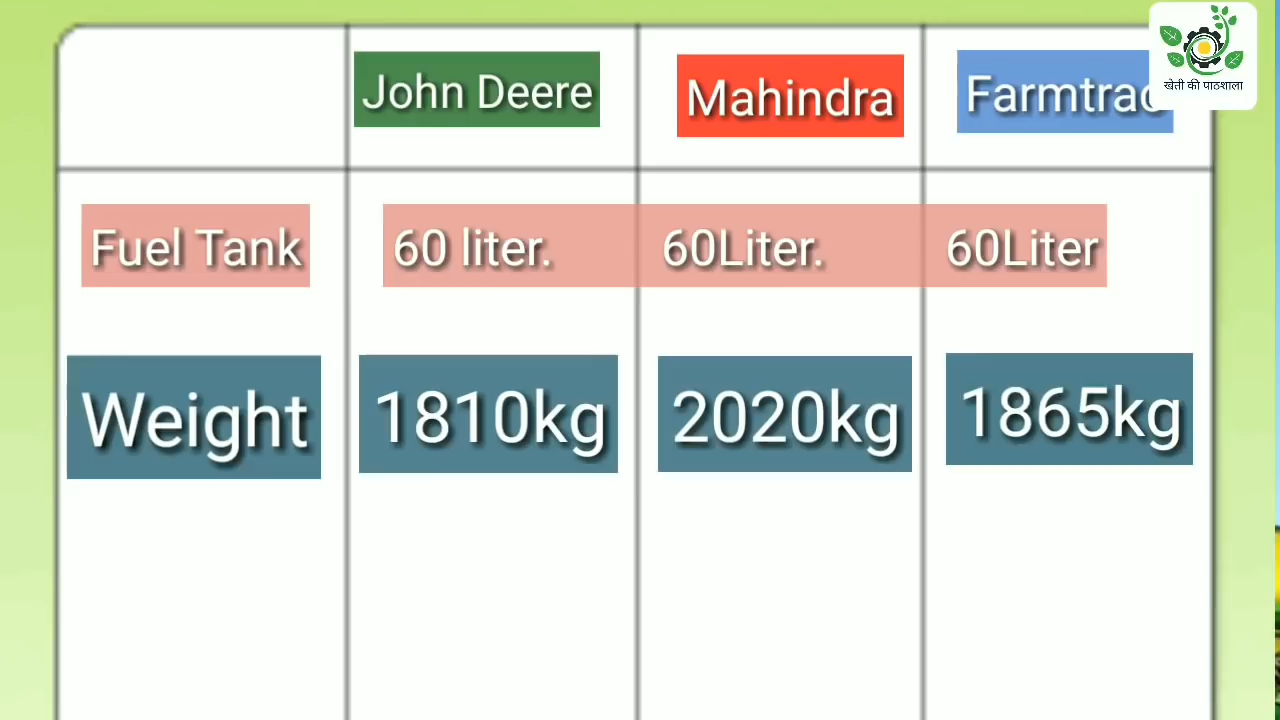 John Deere
Mahindra
Farmtrac
खेती की पाठशाला
Fuel Tank
60 liter.
60Liter.
60Liter
Weight
1810kg
2020kg
1865kg